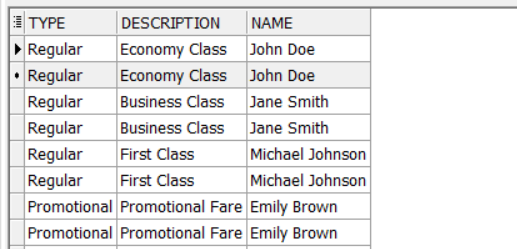 TYPE DESCRIPTION NAME
Regular Economy Class John Doe
Regular Economy Class John Doe
Regular Business Class Jane Smith
Regular Business Class Jane Smith
Regular First Class Michael Johnson
Regular First Class Michael Johnson
Promotional Promotional Fare Emily Brown
Promotional Promotional Fare Emily Brown